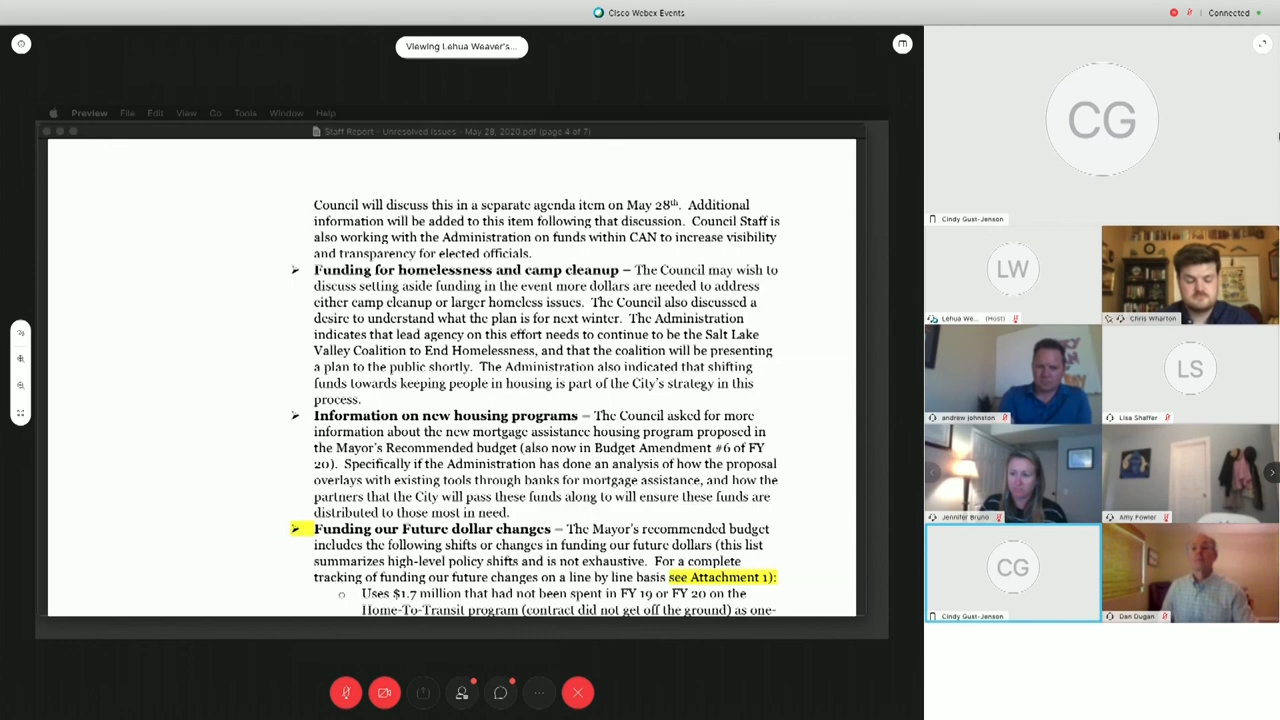 Cisco Webex Events
Connected
Viewing Lehua Weaver's...
Preview File Edit View Go Tools Window Help
Staff Report - Unresolved Issues - May 28, 2020.pdf (page 4 of 7)
Council will discuss this in a separate agenda item on May 28th. Additional
information will be added to this item following that discussion. Council Staff is
also working with the Administration on funds within CAN to increase visibility
and transparency for elected officials.
➢ Funding for homelessness and camp cleanup – The Council may wish to
discuss setting aside funding in the event more dollars are needed to address
either camp cleanup or larger homeless issues. The Council also discussed a
desire to understand what the plan is for next winter. The Administration
indicates that lead agency on this effort needs to continue to be the Salt Lake
Valley Coalition to End Homelessness, and that the coalition will be presenting
a plan to the public shortly. The Administration also indicated that shifting
funds towards keeping people in housing is part of the City's strategy in this
process.
➢ Information on new housing programs – The Council asked for more
information about the new mortgage assistance housing program proposed in
the Mayor's Recommended budget (also now in Budget Amendment #6 of FY
20). Specifically if the Administration has done an analysis of how the proposal
overlays with existing tools through banks for mortgage assistance, and how the
partners that the City will pass these funds along to will ensure these funds are
distributed to those most in need.
➢ Funding our Future dollar changes – The Mayor's recommended budget
includes the following shifts or changes in funding our future dollars (this list
summarizes high-level policy shifts and is not exhaustive. For a complete
tracking of funding our future changes on a line by line basis see Attachment 1):
o Uses $1.7 million that had not been spent in FY 19 or FY 20 on the
Home-To-Transit program (contract did not get off the ground) as one-
CG
Cindy Gust-Jenson
LW
Lehua We... (Host)
Chris Wharton
andrew johnston
LS
Lisa Shaffer
Jennifer Bruno
Amy Fowler
CG
Cindy Gust-Jenson
Dan Dugan